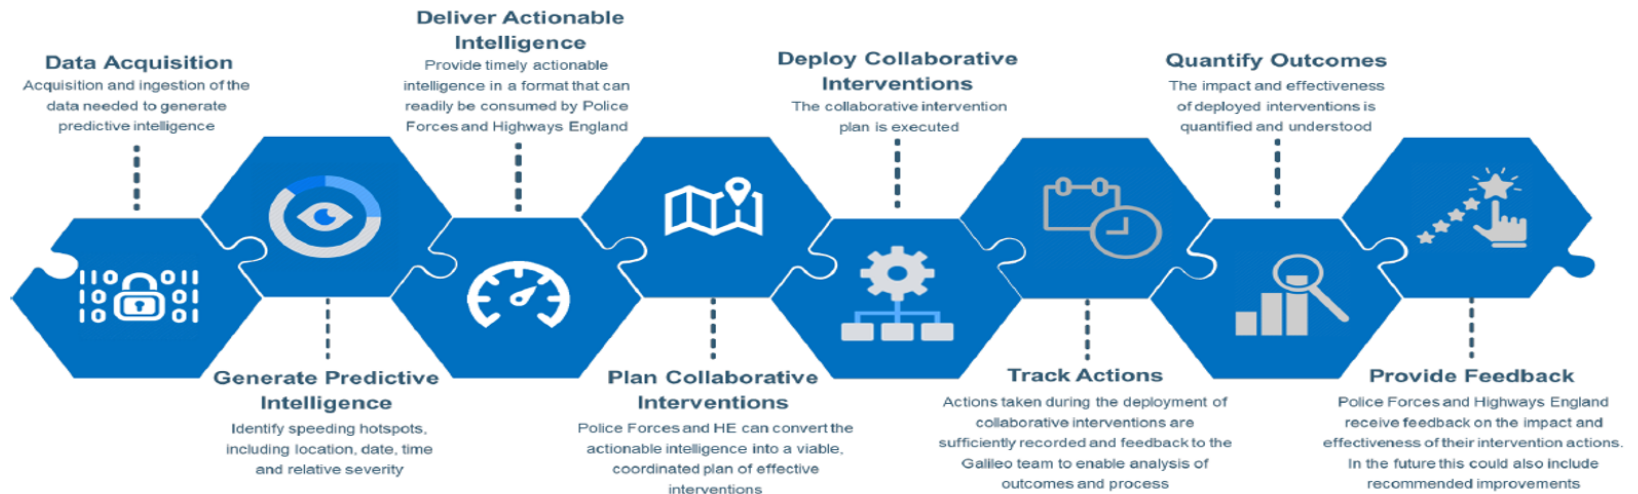 Data Acquisition
Acquisition and ingestion of the
data needed to generate
predictive intelligence
Generate Predictive
Intelligence
Identify speeding hotspots,
including location, date, time
and relative severity
Deliver Actionable
Intelligence
Provide timely actionable
intelligence in a format that can
readily be consumed by Police
Forces and Highways England
Plan Collaborative
Interventions
Police Forces and HE can convert the
actionable intelligence into a viable,
coordinated plan of effective
interventions
Deploy Collaborative
Interventions
The collaborative intervention
plan is executed
Track Actions
Actions taken during the deployment of
collaborative interventions are
sufficiently recorded and feedback to the
Galileo team to enable analysis of
outcomes and process
Quantify Outcomes
The impact and effectiveness
of deployed interventions is
quantified and understood
Provide Feedback
Police Forces and Highways England
receive feedback on the impact and
effectiveness of their intervention actions.
In the future this could also include
recommended improvements